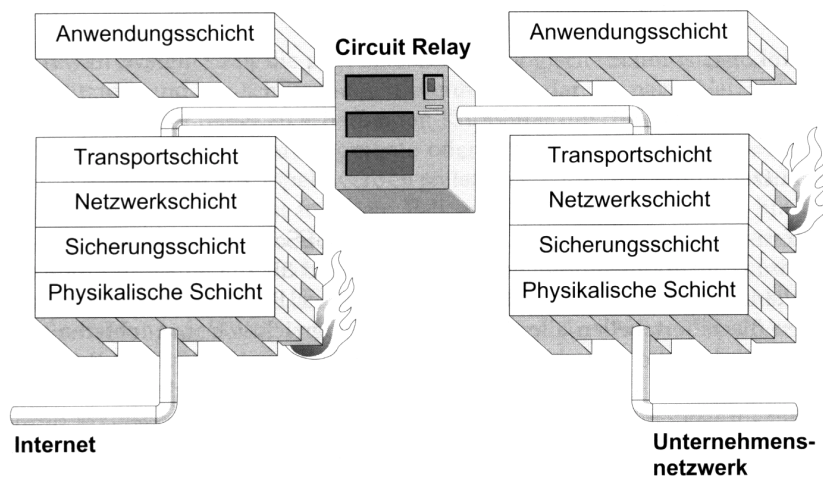 Anwendungsschicht
Circuit Relay
Anwendungsschicht
Transportschicht
Netzwerkschicht
Sicherungsschicht
Physikalische Schicht
Transportschicht
Netzwerkschicht
Sicherungsschicht
Physikalische Schicht
Internet
Unternehmens-
netzwerk